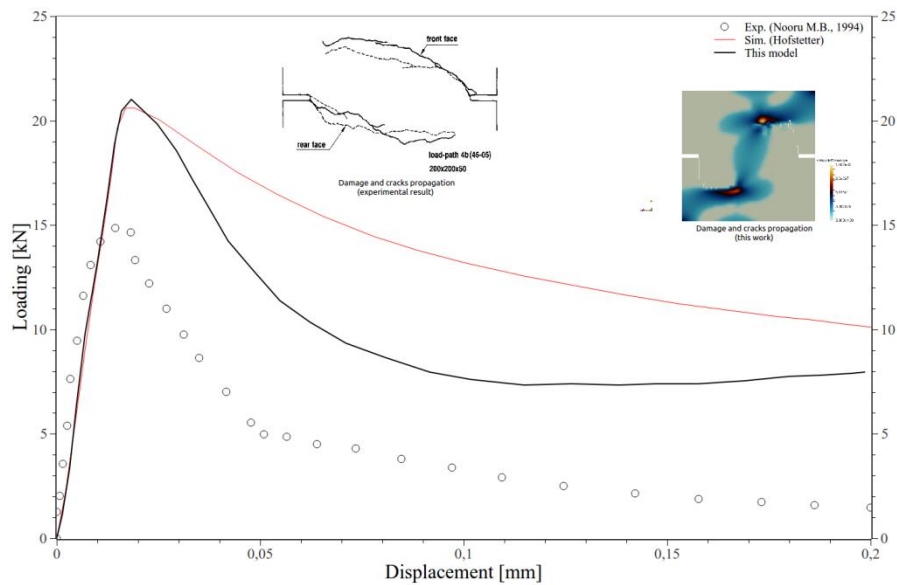 25
20
15
10
5
0
Loading [kN]
front face
rear face
load-path 4b (46-05)
200x200x50
Damage and cracks propagation
(experimental result)
Exp. (Nooru M.B., 1994)
Sim. (Hofstetter)
This model
Damage and cracks propagation
(this work)
25
20
15
10
5
0
0
0,05
0,1
0,15
0,2
Displacement [mm]